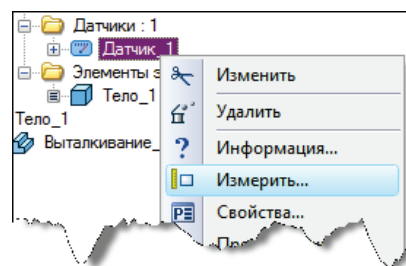 Датчики : 1
Датчик_1
Элементы з
Изменить
Тело_1
Удалить
Тело_1
Выталкивание_
Информация...
Измерить...
Свойства...